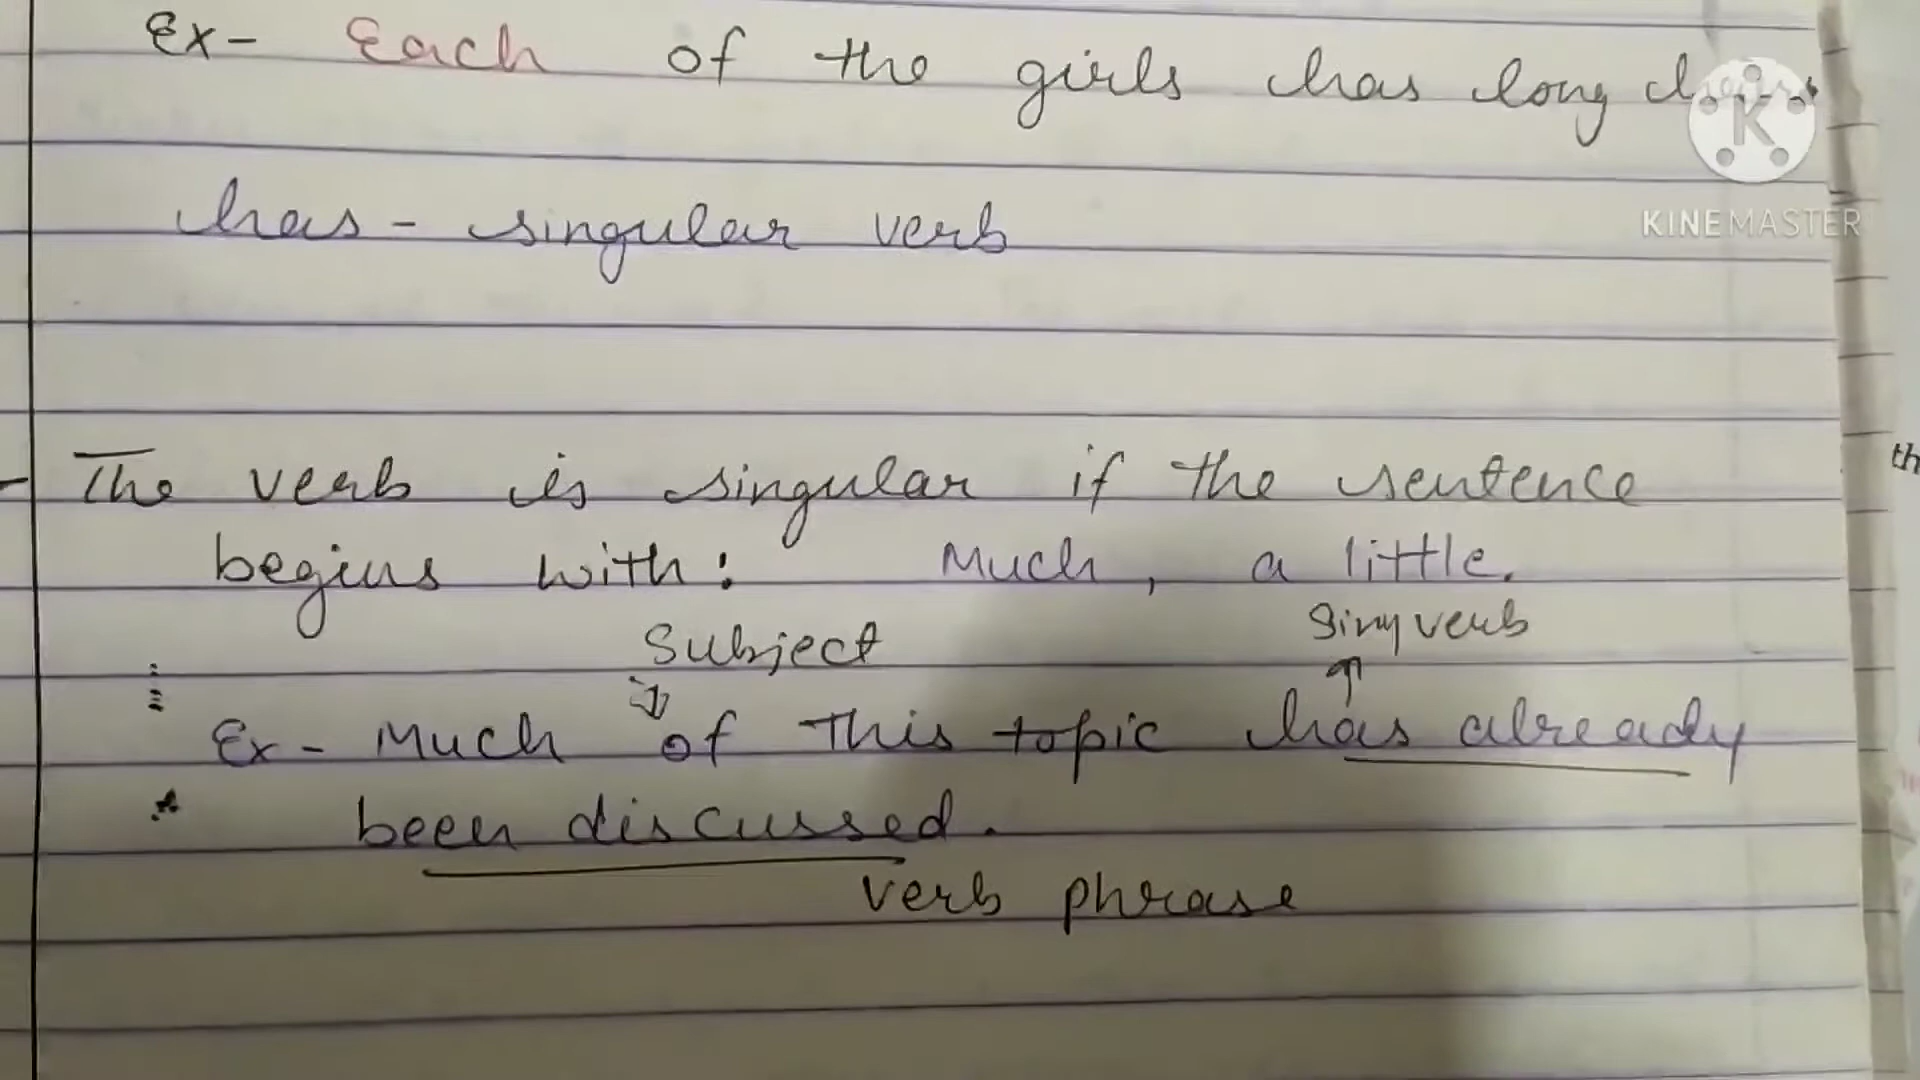 Ex- Each of the girls has long
KINEMASTER
has - singular verb
The verb is singular if the sentence
th
begins with: Much, a little.
Subject
Sing verb
Ex- Much of this topic has already
been discussed.
verb phrase